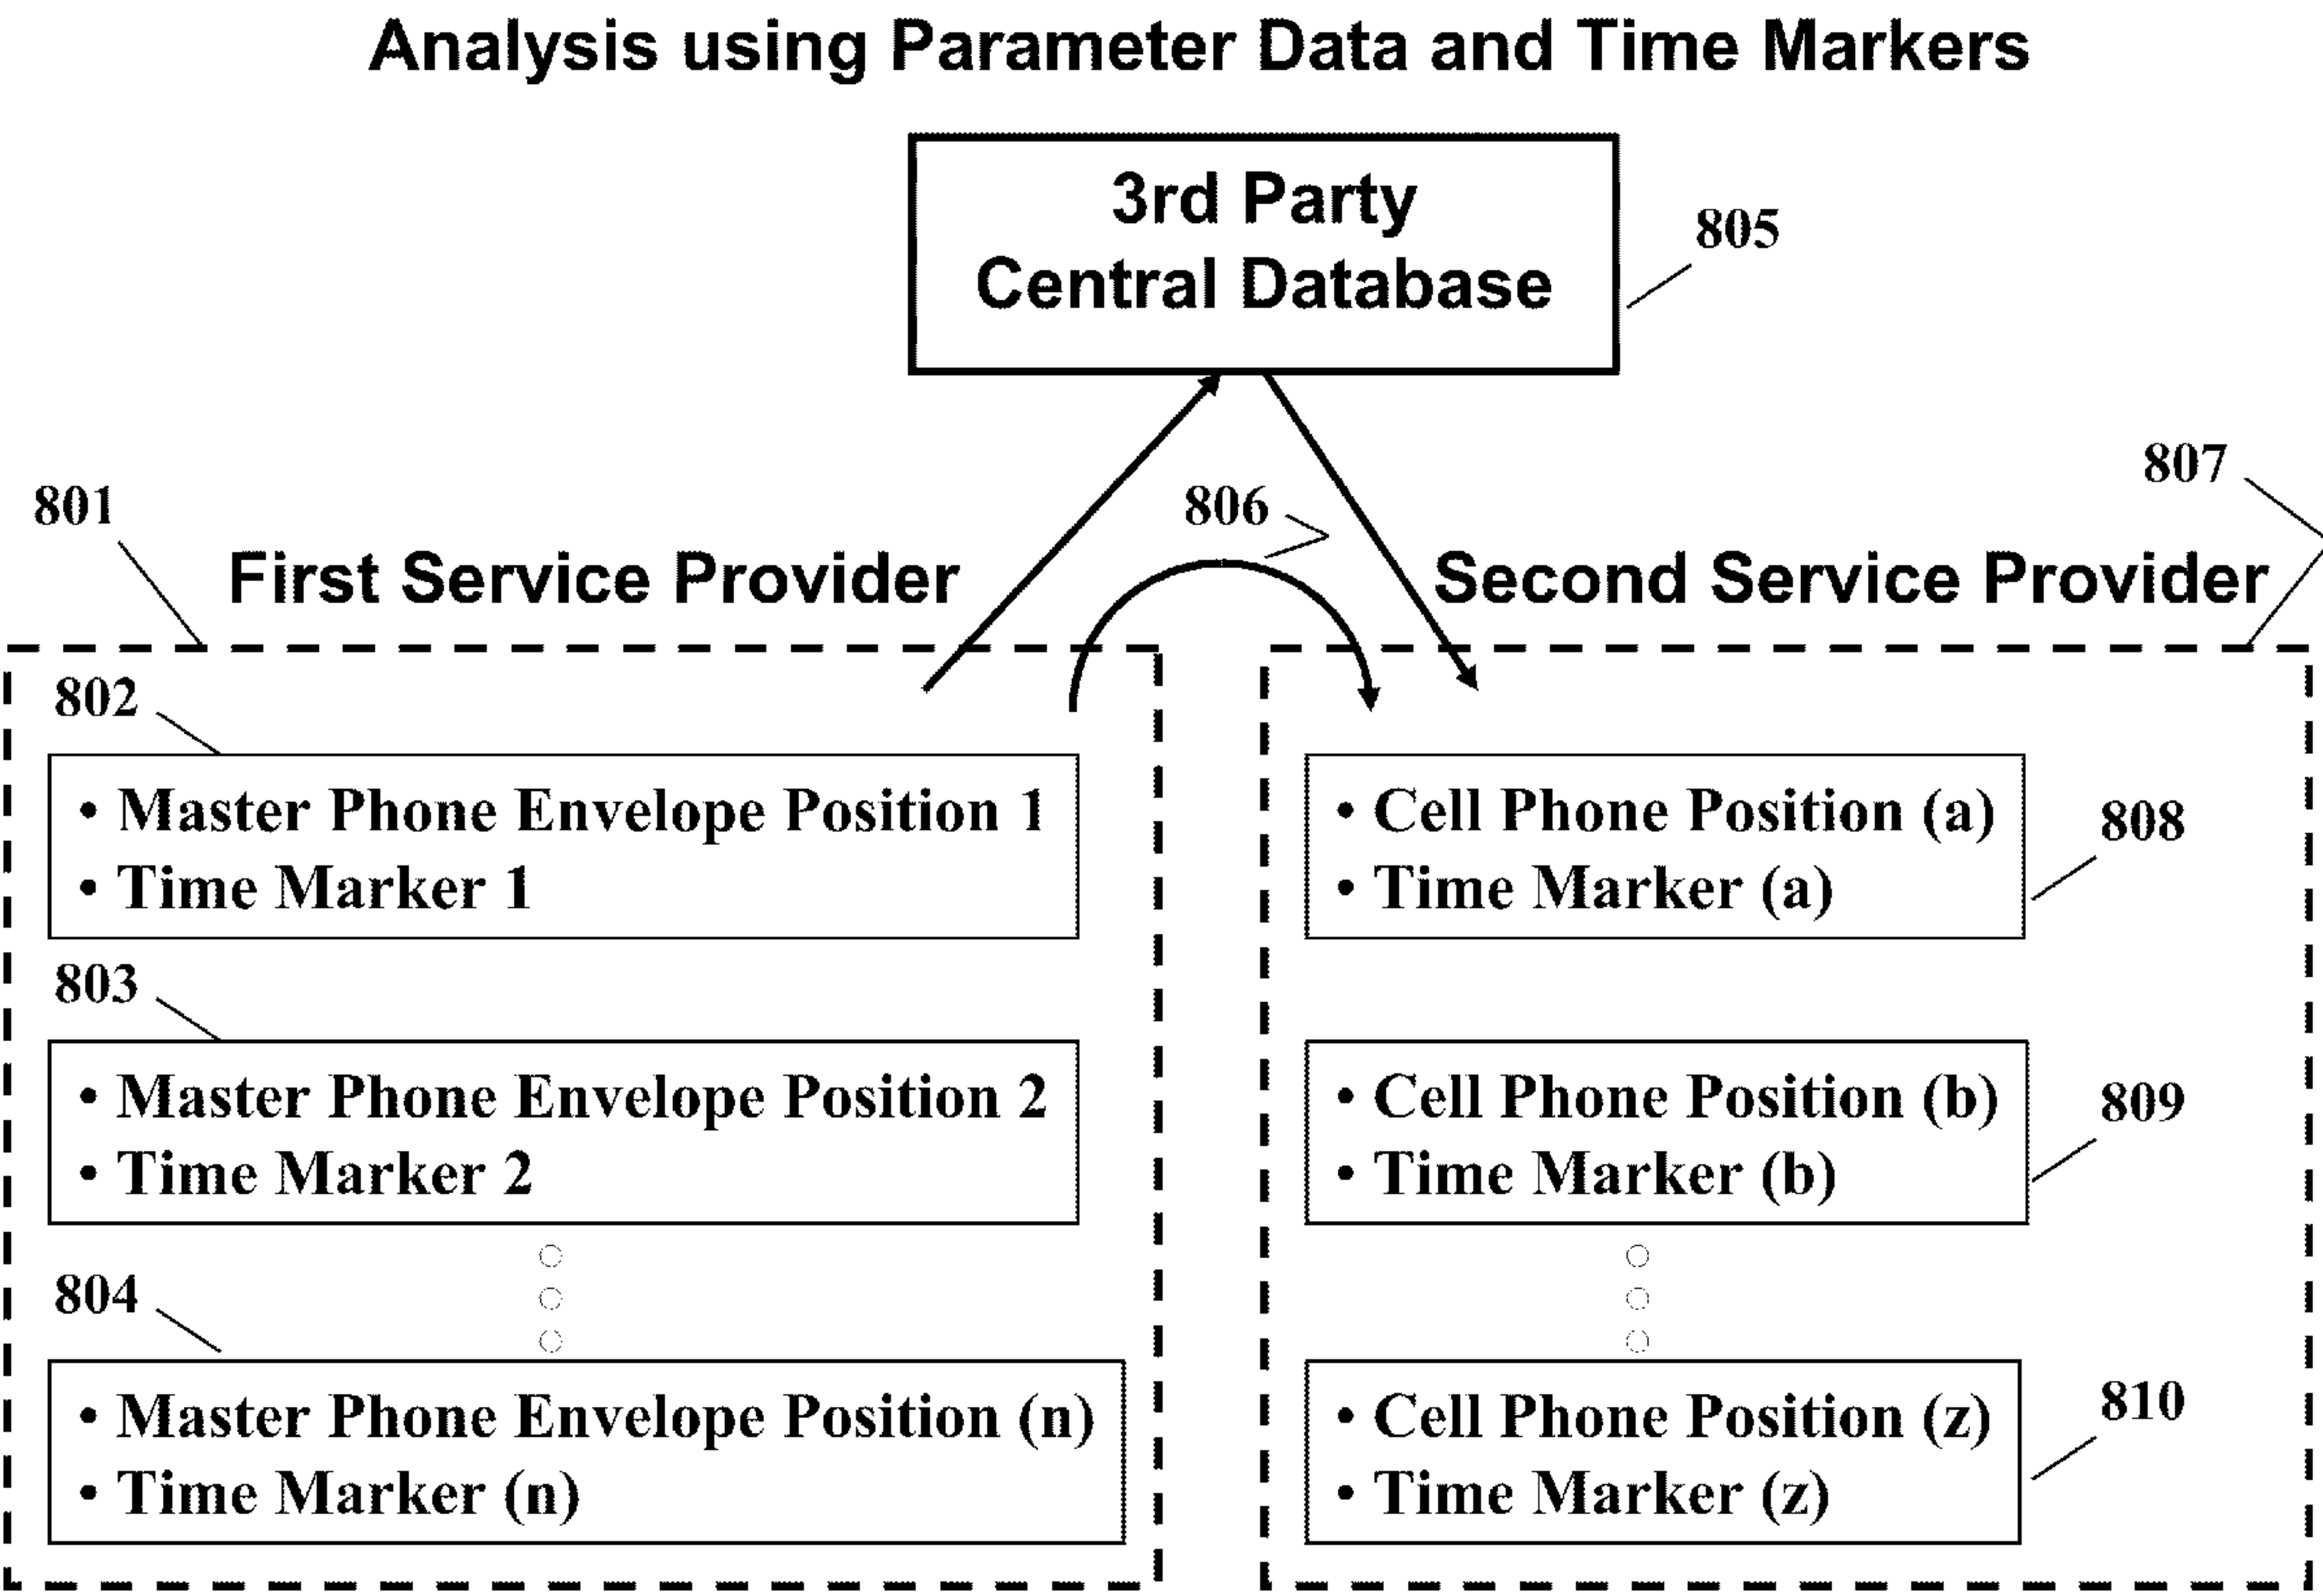 Analysis using Parameter Data and Time Markers
3rd Party
Central Database
805
806
801
First Service Provider
807
Second Service Provider
802
• Master Phone Envelope Position 1
• Time Marker 1
803
• Master Phone Envelope Position 2
• Time Marker 2
804
• Master Phone Envelope Position (n)
• Time Marker (n)
• Cell Phone Position (a)
• Time Marker (a)
808
• Cell Phone Position (b)
• Time Marker (b)
809
• Cell Phone Position (z)
• Time Marker (z)
810